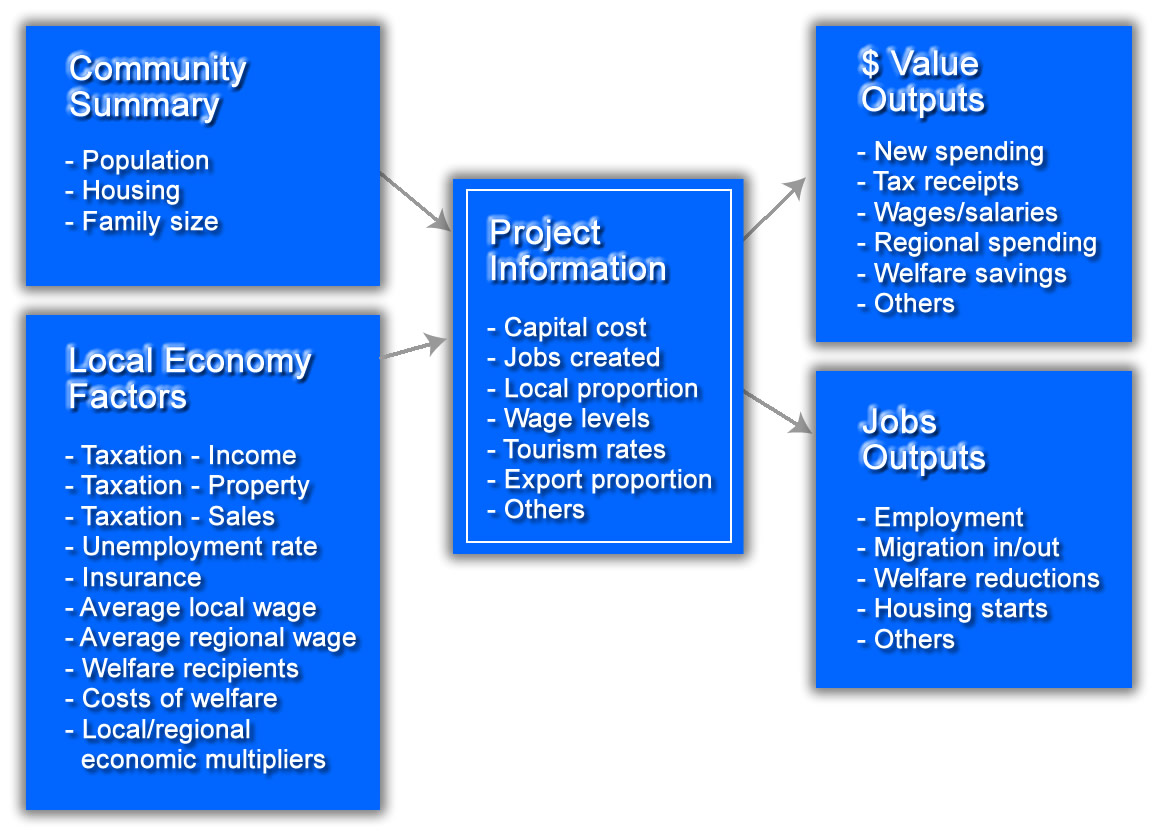 Community
Summary
- Population
- Housing
- Family size
Local Economy
Factors
- Taxation - Income
- Taxation - Property
- Taxation - Sales
- Unemployment rate
- Insurance
- Average local wage
- Average regional wage
- Welfare recipients
- Costs of welfare
- Local/regional
economic multipliers
Project
Information
- Capital cost
- Jobs created
- Local proportion
- Wage levels
- Tourism rates
- Export proportion
- Others
$ Value
Outputs
- New spending
- Tax receipts
- Wages/salaries
- Regional spending
- Welfare savings
- Others
Jobs
Outputs
- Employment
- Migration in/out
- Welfare reductions
- Housing starts
- Others